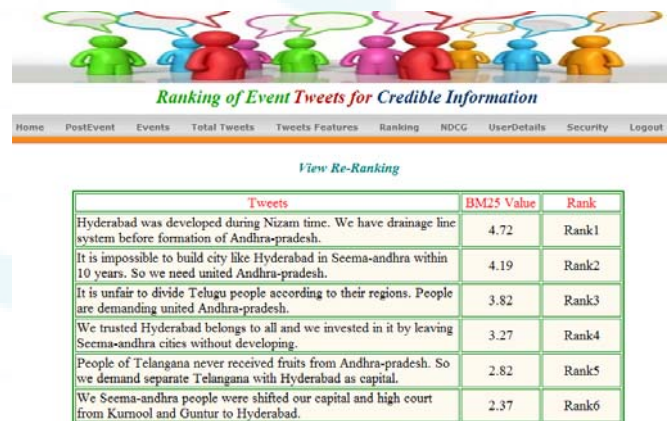 Ranking of Event Tweets for Credible Information
Home PostEvent Events Total Tweets Tweets Features Ranking NDCG UserDetails Security Logout
View Re-Ranking
Tweets BM25 Value Rank
Hyderabad was developed during Nizam time. We have drainage line
system before formation of Andhra-pradesh.
4.72 Rank1
It is impossible to build city like Hyderabad in Seema-andhra within
10 years. So we need united Andhra-pradesh.
4.19 Rank2
It is unfair to divide Telugu people according to their regions. People
are demanding united Andhra-pradesh.
3.82 Rank3
We trusted Hyderabad belongs to all and we invested in it by leaving
Seema-andhra cities without developing.
3.27 Rank4
People of Telangana never received fruits from Andhra-pradesh. So
we demand separate Telangana with Hyderabad as capital.
2.82 Rank5
We Seema-andhra people were shifted our capital and high court
from Kurnool and Guntur to Hyderabad.
2.37 Rank6